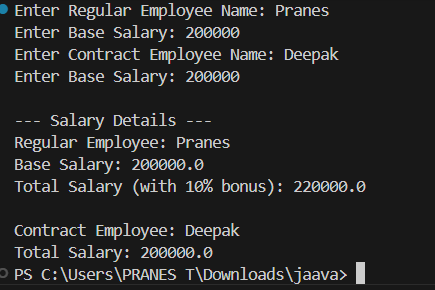 Enter Regular Employee Name: Pranes
Enter Base Salary: 200000
Enter Contract Employee Name: Deepak
Enter Base Salary: 200000
--- Salary Details ---
Regular Employee: Pranes
Base Salary: 200000.0
Total Salary (with 10% bonus): 220000.0
Contract Employee: Deepak
Total Salary: 200000.0
PS C:\Users\PRANES T\Downloads\jaava>